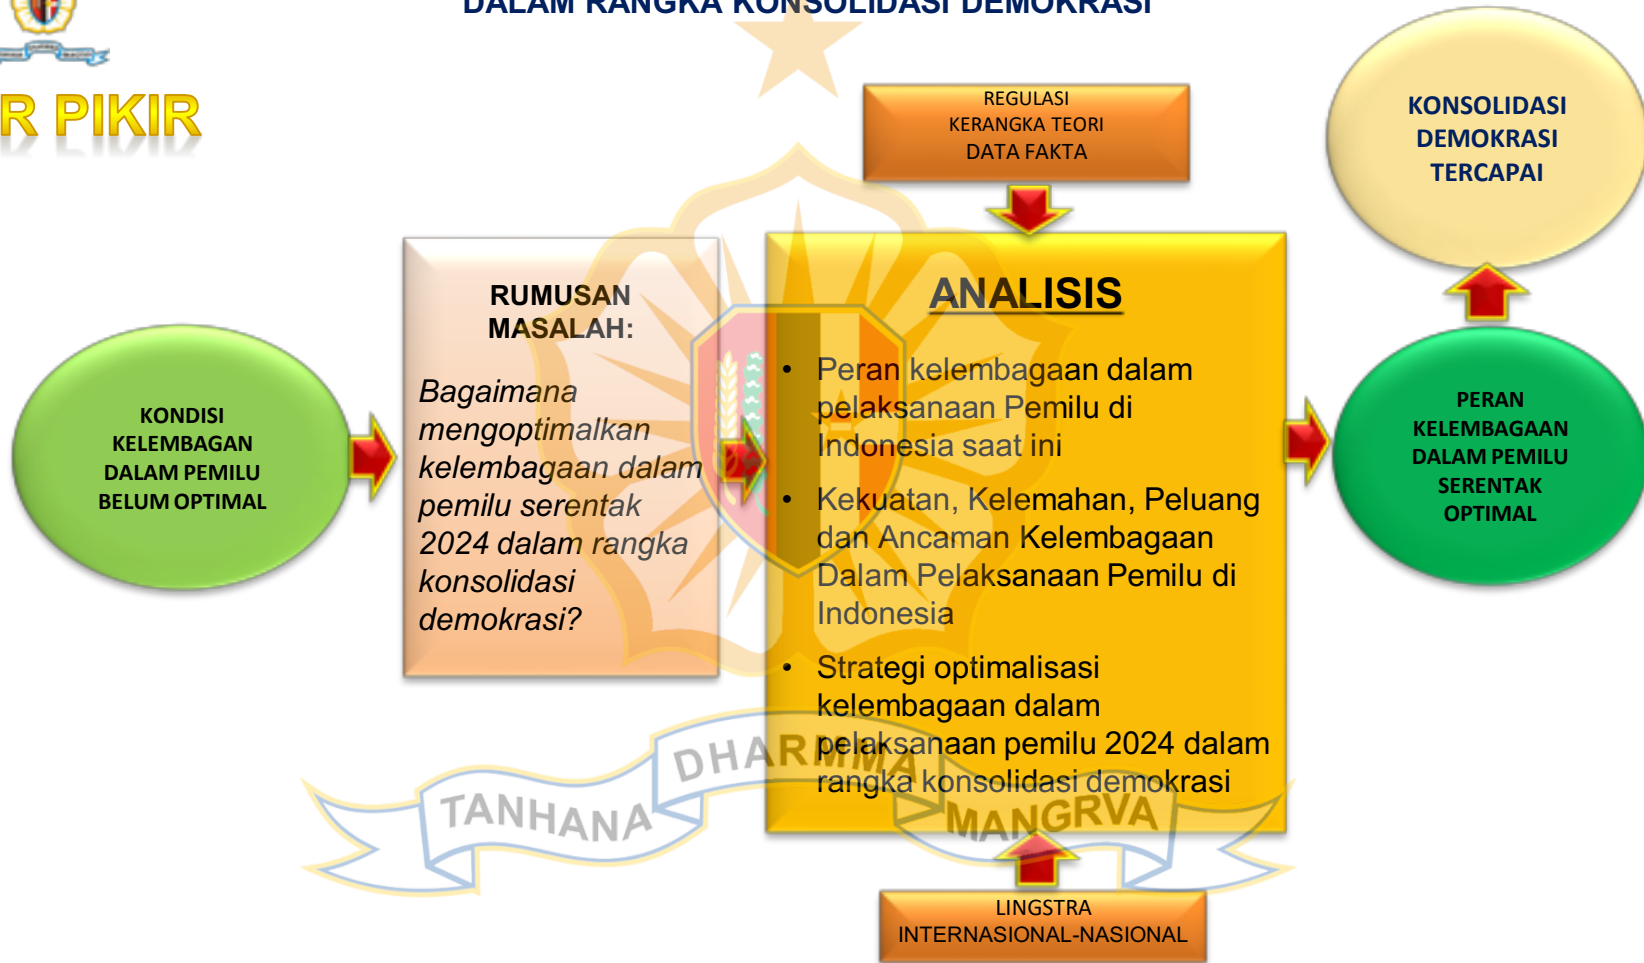 DALAM RANGKA KONSOLIDASI DEMOKRASI
R PIKIR
REGULASI
KERANGKA TEORI
DATA FAKTA
KONSOLIDASI
DEMOKRASI
TERCAPAI
KONDISI
KELEMBAGAN
DALAM PEMILU
BELUM OPTIMAL
RUMUSAN
MASALAH:
Bagaimana
mengoptimalkan
kelembagaan dalam
pemilu serentak
2024 dalam rangka
konsolidasi
demokrasi?
ANALISIS
• Peran kelembagaan dalam
pelaksanaan Pemilu di
Indonesia saat ini
• Kekuatan, Kelemahan, Peluang
dan Ancaman Kelembagaan
Dalam Pelaksanaan Pemilu di
Indonesia
• Strategi optimalisasi
kelembagaan dalam
pelaksanaan pemilu 2024 dalam
rangka konsolidasi demokrasi
PERAN
KELEMBAGAAN
DALAM PEMILU
SERENTAK
OPTIMAL
LINGSTRA
INTERNASIONAL-NASIONAL
TANHANA DHARMMA MANGRVA